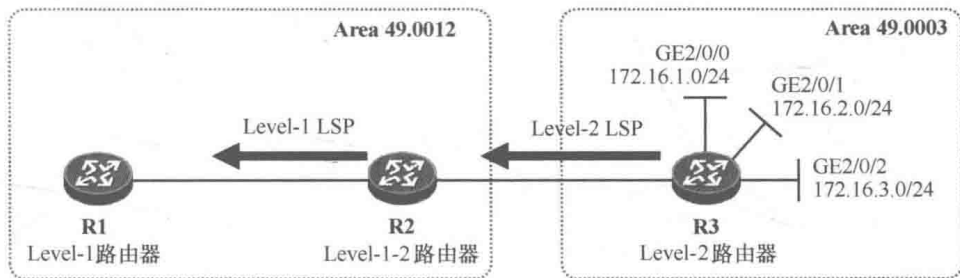 Area 49.0012
Area 49.0003
GE2/0/0
172.16.1.0/24
GE2/0/1
172.16.2.0/24
Level-1 LSP
Level-2 LSP
GE2/0/2
172.16.3.0/24
R1
Level-1路由器
R2
Level-1-2路由器
R3
Level-2路由器